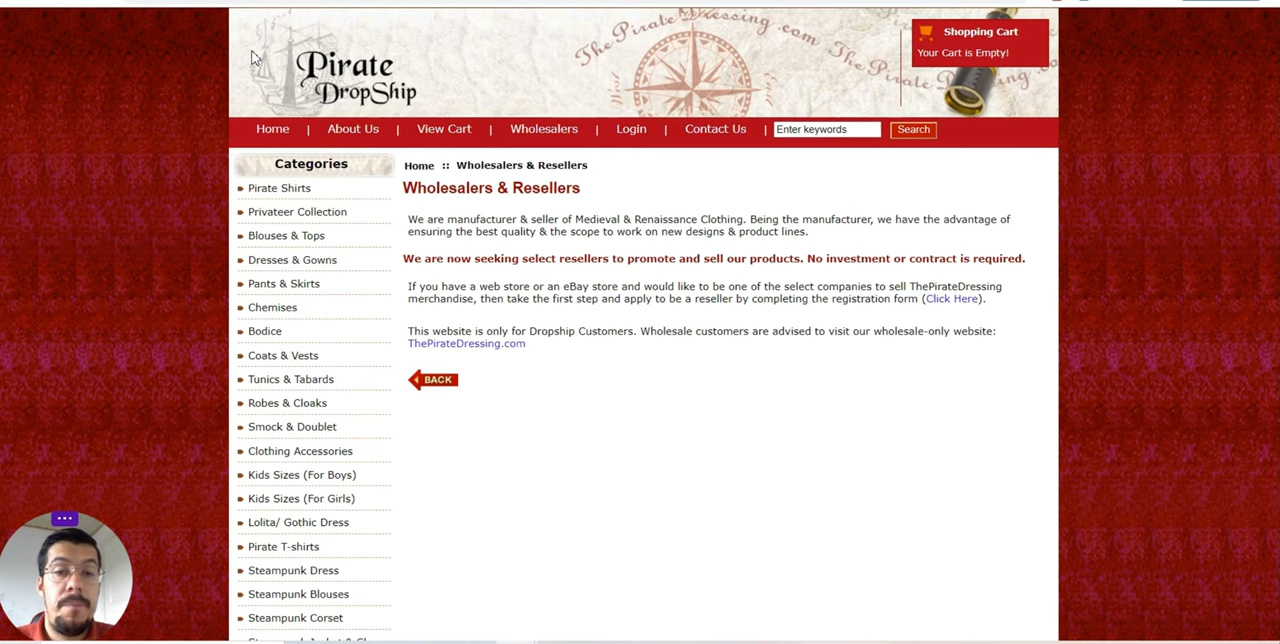 Pirate
DropShip
ThePirateDressing.com
ThePirate
ing.com
Shopping Cart
Your Cart is Empty!
Home | About Us | View Cart | Wholesalers | Login | Contact Us | Enter keywords Search
Categories
Pirate Shirts
Privateer Collection
Blouses & Tops
Dresses & Gowns
Pants & Skirts
Chemises
Bodice
Coats & Vests
Tunics & Tabards
Robes & Cloaks
Smock & Doublet
Clothing Accessories
Kids Sizes (For Boys)
Kids Sizes (For Girls)
Lolita/ Gothic Dress
Pirate T-shirts
Steampunk Dress
Steampunk Blouses
Steampunk Corset
Home :: Wholesalers & Resellers
Wholesalers & Resellers
We are manufacturer & seller of Medieval & Renaissance Clothing. Being the manufacturer, we have the advantage of
ensuring the best quality & the scope to work on new designs & product lines.
We are now seeking select resellers to promote and sell our products. No investment or contract is required.
If you have a web store or an eBay store and would like to be one of the select companies to sell ThePirateDressing
merchandise, then take the first step and apply to be a reseller by completing the registration form (Click Here).
This website is only for Dropship Customers. Wholesale customers are advised to visit our wholesale-only website:
ThePirateDressing.com
BACK